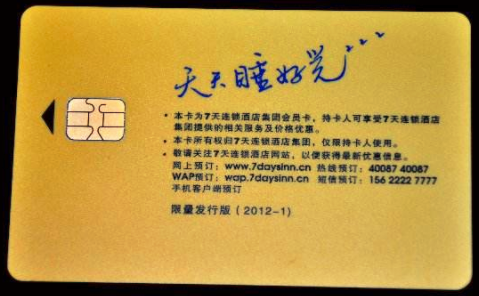 天天睡好觉zzz
• 本卡为7天连锁酒店集团会员卡，持卡人可享受7天连锁酒店
集团提供的相关服务及价格优惠。
• 本卡所有权归7天连锁酒店集团，仅限持卡人使用。
• 敬请关注7天连锁酒店网站，以便获得最新优惠信息。
网上预订：www.7daysinn.cn 热线预订：40087 40087
WAP预订：wap.7daysinn.cn 短信预订：156 2222 7777
手机客户端预订
限量发行版（2012-1）